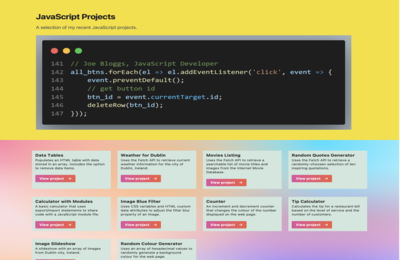 JavaScript Projects
A selection of my recent JavaScript projects.
141 // Joe Bloggs, JavaScript Developer
142 all_btns.forEach(el => el.addEventListener('click', event => {
143 event.preventDefault();
144 // get button id
145 btn_id = event.currentTarget.id;
146 deleteRow(btn_id);
147 }));
Data Tables
Populates an HTML table with data
stored in an array. Includes the option
to remove data items.
View project →
Weather for Dublin
Uses the Fetch API to retrieve current
weather information for the city of
Dublin, Ireland.
View project →
Movies Listing
Uses the Fetch API to retrieve a
searchable list of movie titles and
images from the Internet Movie
Database.
View project →
Random Quotes Generator
Uses the Fetch API to retrieve a
randomly-choosen selection of ten
inspiring quotations.
View project →
Calculator with Modules
A basic calculator that uses
export/import statements to share
code with a JavaScript module file.
View project →
Image Blue Filter
Uses CSS variables and HTML custom
data attributes to adjust the filter blur
property of an image.
View project →
Counter
An increment and decrement counter
that changes the colour of the number
displayed on the web page.
View project →
Tip Calculator
Calculates the tip for a restaurant bill
based on the level of service and the
number of customers.
View project →
Image Slideshow
A slideshow with an array of images
from Dublin city, Ireland.
Random Colour Generator
Uses an array of hexadecimal values to
randomly generate a background
colour for the web page.